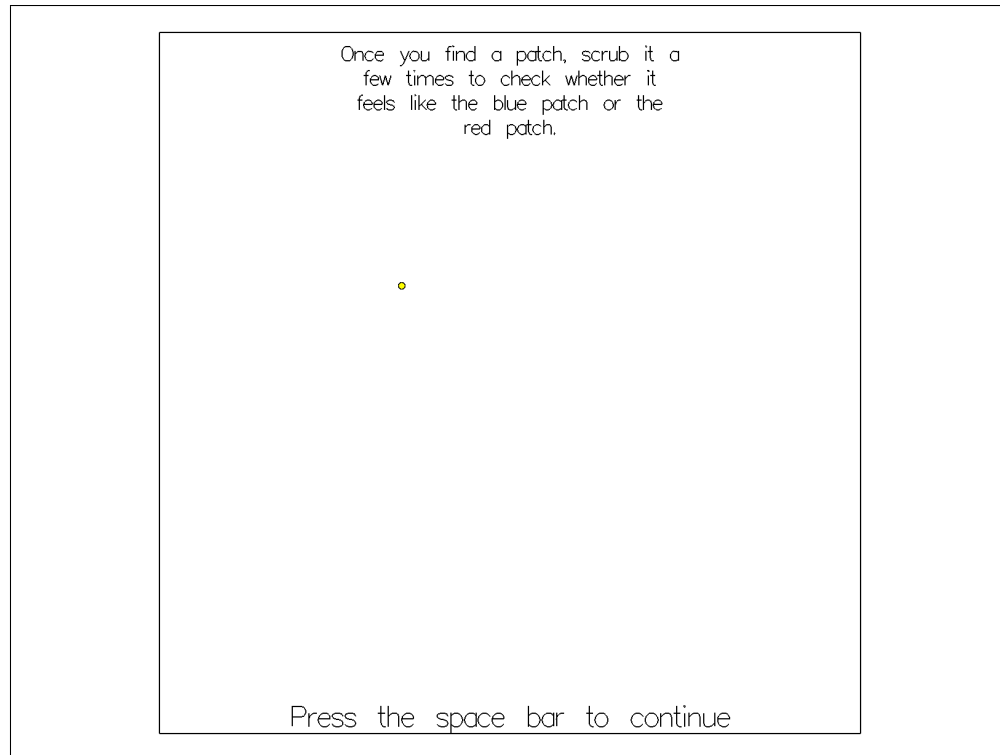 Once you find a patch, scrub it a
few times to check whether it
feels like the blue patch or the
red patch.
Press the space bar to continue